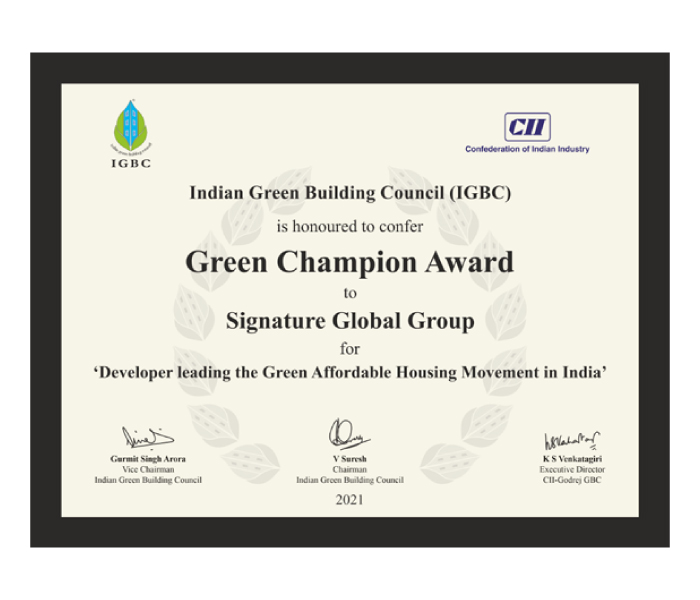 IGBC
CII
Confederation of Indian Industry
Indian Green Building Council (IGBC)
is honoured to confer
Green Champion Award
to
Signature Global Group
for
‘Developer leading the Green Affordable Housing Movement in India’
Gurmit Singh Arora
Vice Chairman
Indian Green Building Council
V Suresh
Chairman
Indian Green Building Council
K S Venkatagiri
Executive Director
CII-Godrej GBC
2021